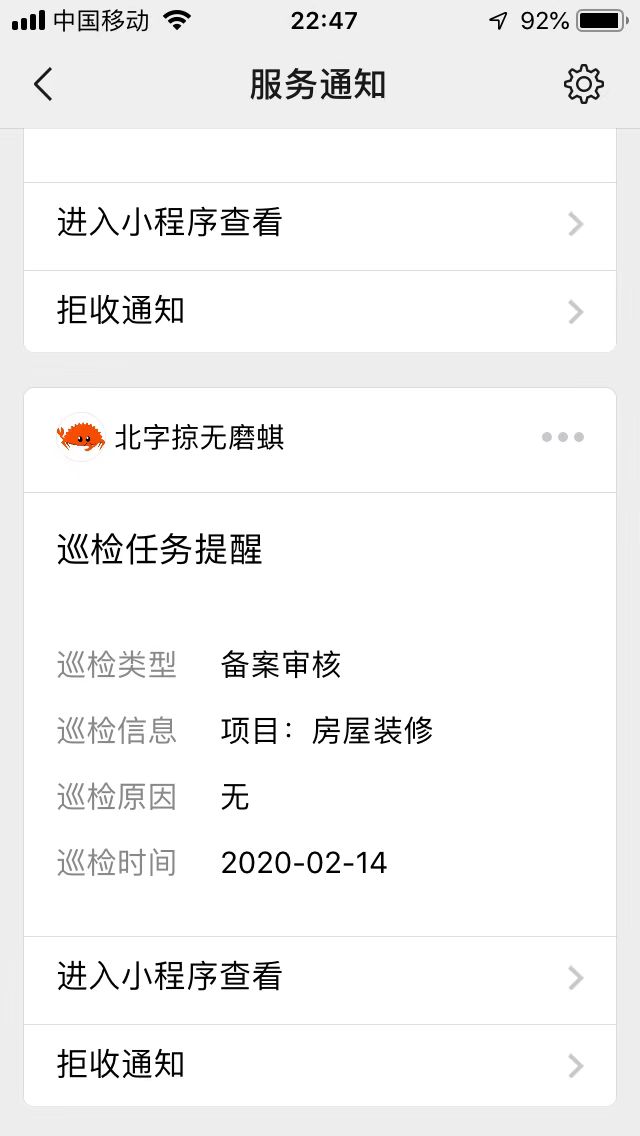 中国移动 22:47 92%
服务通知
进入小程序查看
拒收通知
北字掠无磨蜞
巡检任务提醒
巡检类型 备案审核
巡检信息 项目：房屋装修
巡检原因 无
巡检时间 2020-02-14
进入小程序查看
拒收通知